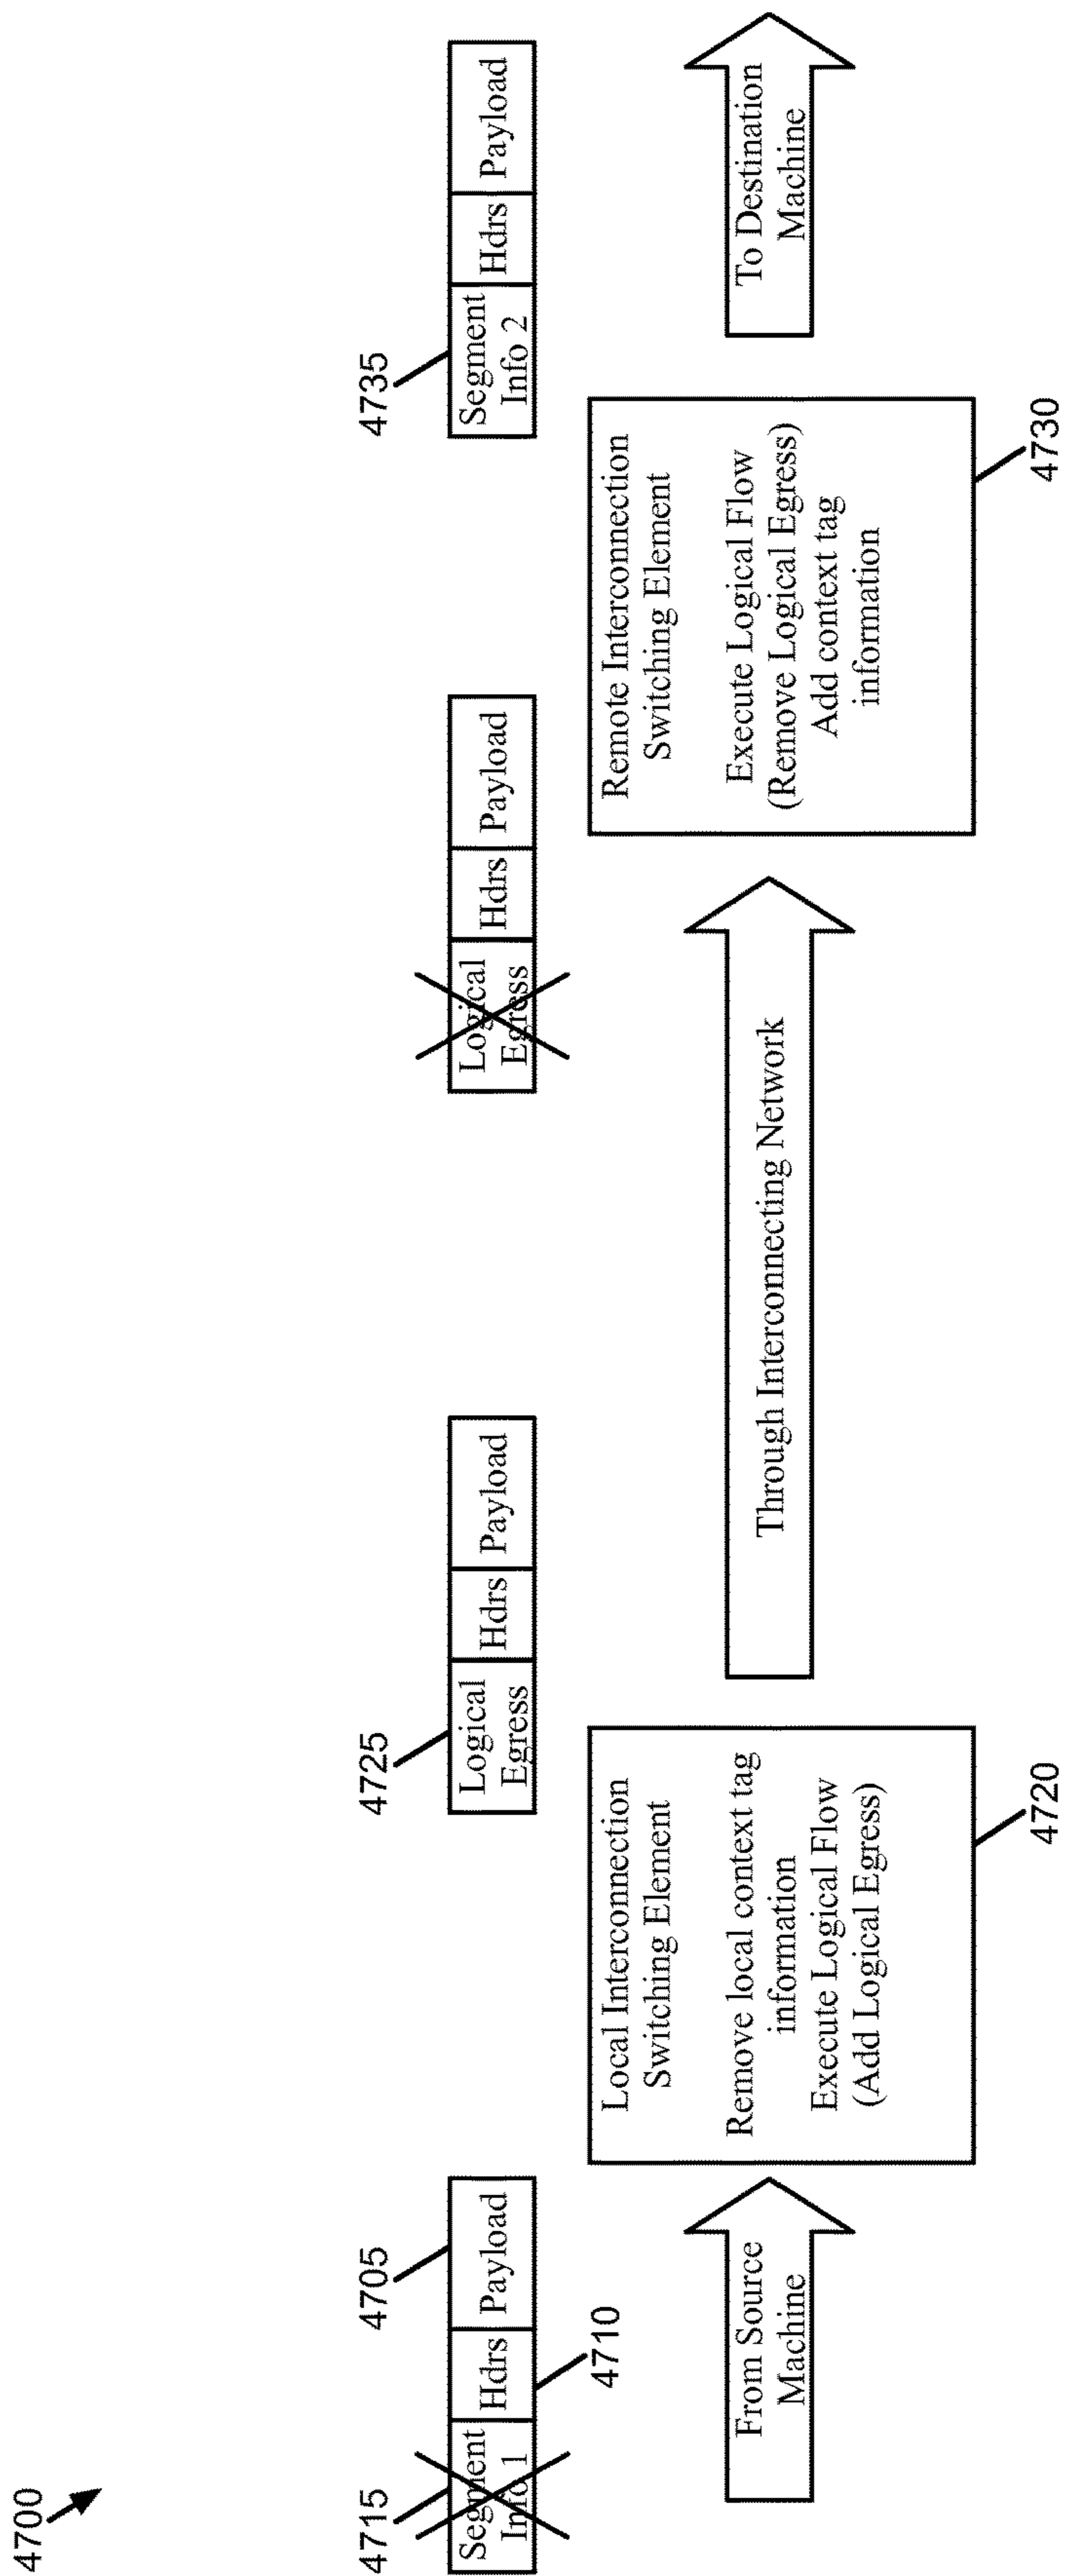 4700
4715
4705
Segment
Info 1
Hdrs
Payload
4710
From Source
Machine
Local Interconnection
Switching Element
Remove local context tag
information
Execute Logical Flow
(Add Logical Egress)
4720
4725
Logical
Egress
Hdrs
Payload
Through Interconnecting Network
Logical
Egress
Hdrs
Payload
Remote Interconnection
Switching Element
Execute Logical Flow
(Remove Logical Egress)
Add context tag
information
4730
4735
Segment
Info 2
Hdrs
Payload
To Destination
Machine